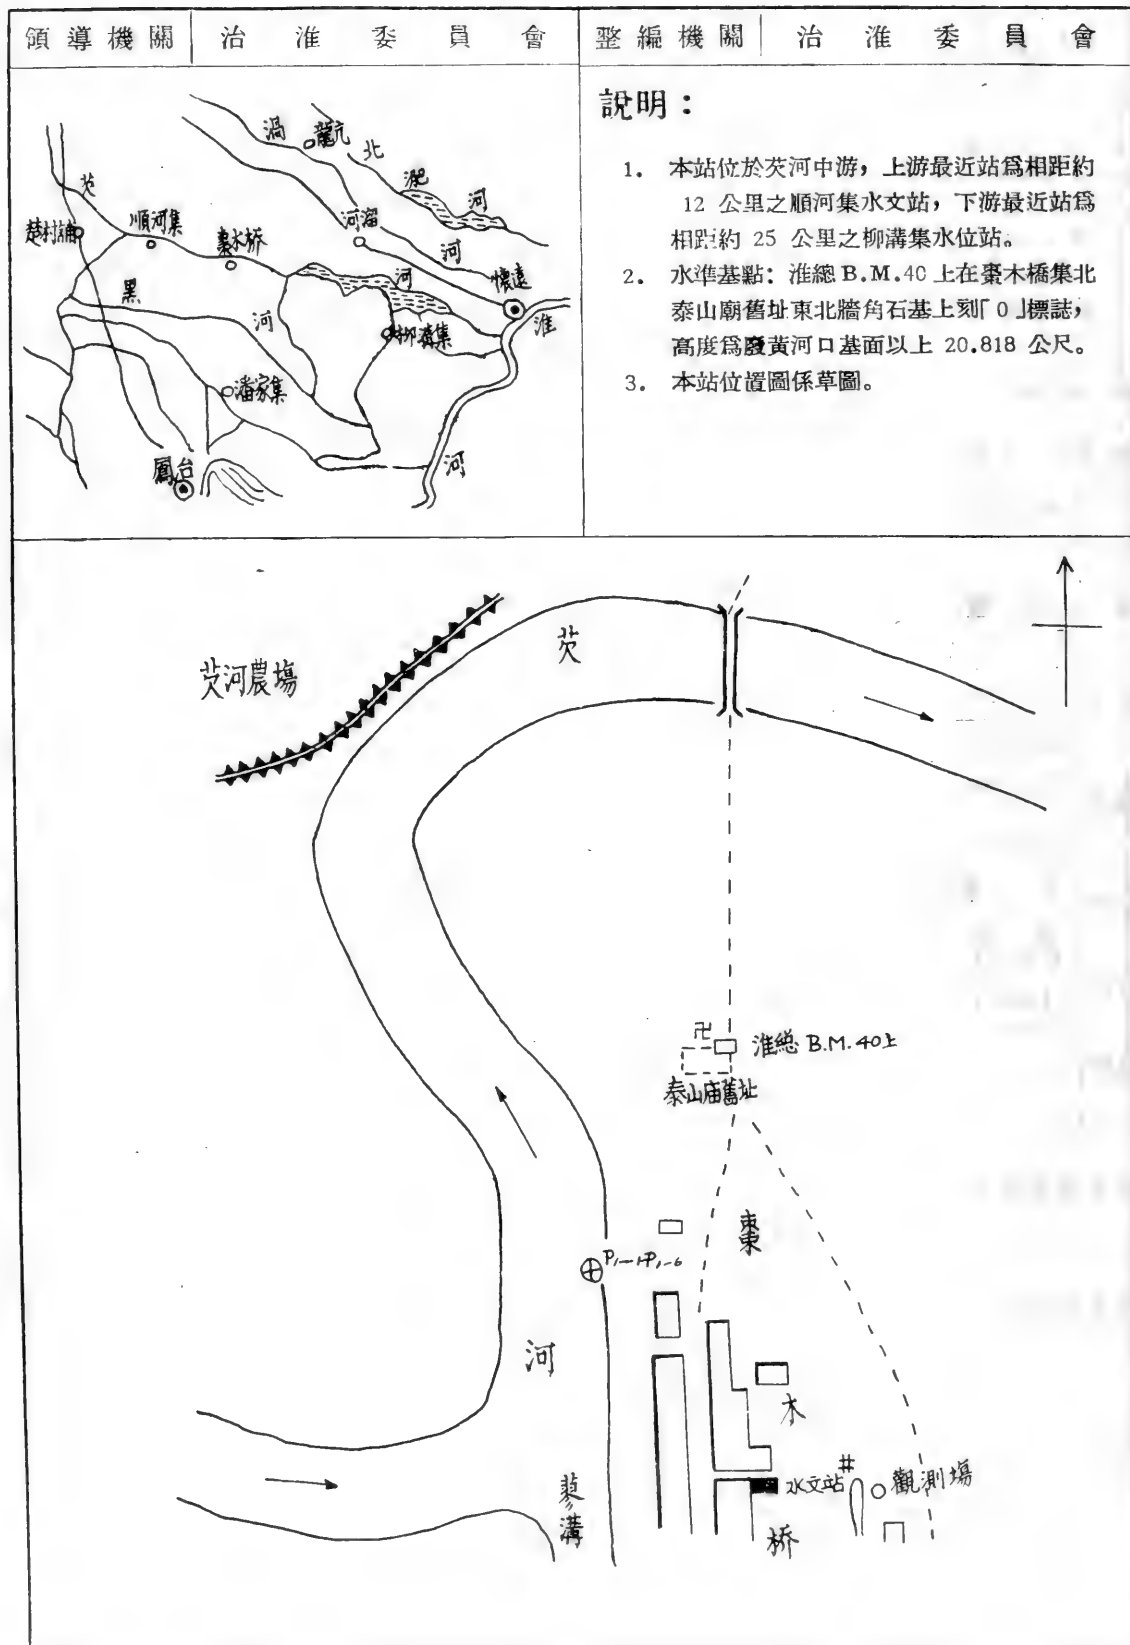 領導機關 治淮委員會 整編機關 治淮委員會
說明：
1. 本站位於茨河中游，上游最近站爲相距約
12 公里之順河集水文站，下游最近站爲
相距約 25 公里之柳溝集水位站。
2. 水準基點：淮總 B.M.40 上在棗木橋集北
泰山廟舊址東北牆角石基上刻「0」標誌，
高度爲廢黃河口基面以上 20.818 公尺。
3. 本站位置圖係草圖。
渦
龍亢
北
淝
河
茨
楚村鋪
順河集
棗木桥
河溜
河
河
懷遠
淮
黑
河
柳溝集
潘家集
鳳台
河
茨河農場
茨
卍
淮總 B.M.40上
泰山庙舊址
棗
P1—1-P1-6
河
木
水文站
井
觀測場
蓼溝
桥